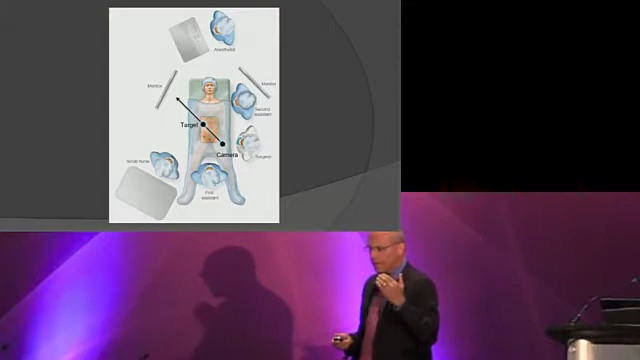 Anesthetist
Monitor
Monitor
Second
assistant
Target
Surgeon
Camera
Scrub nurse
First
assistant